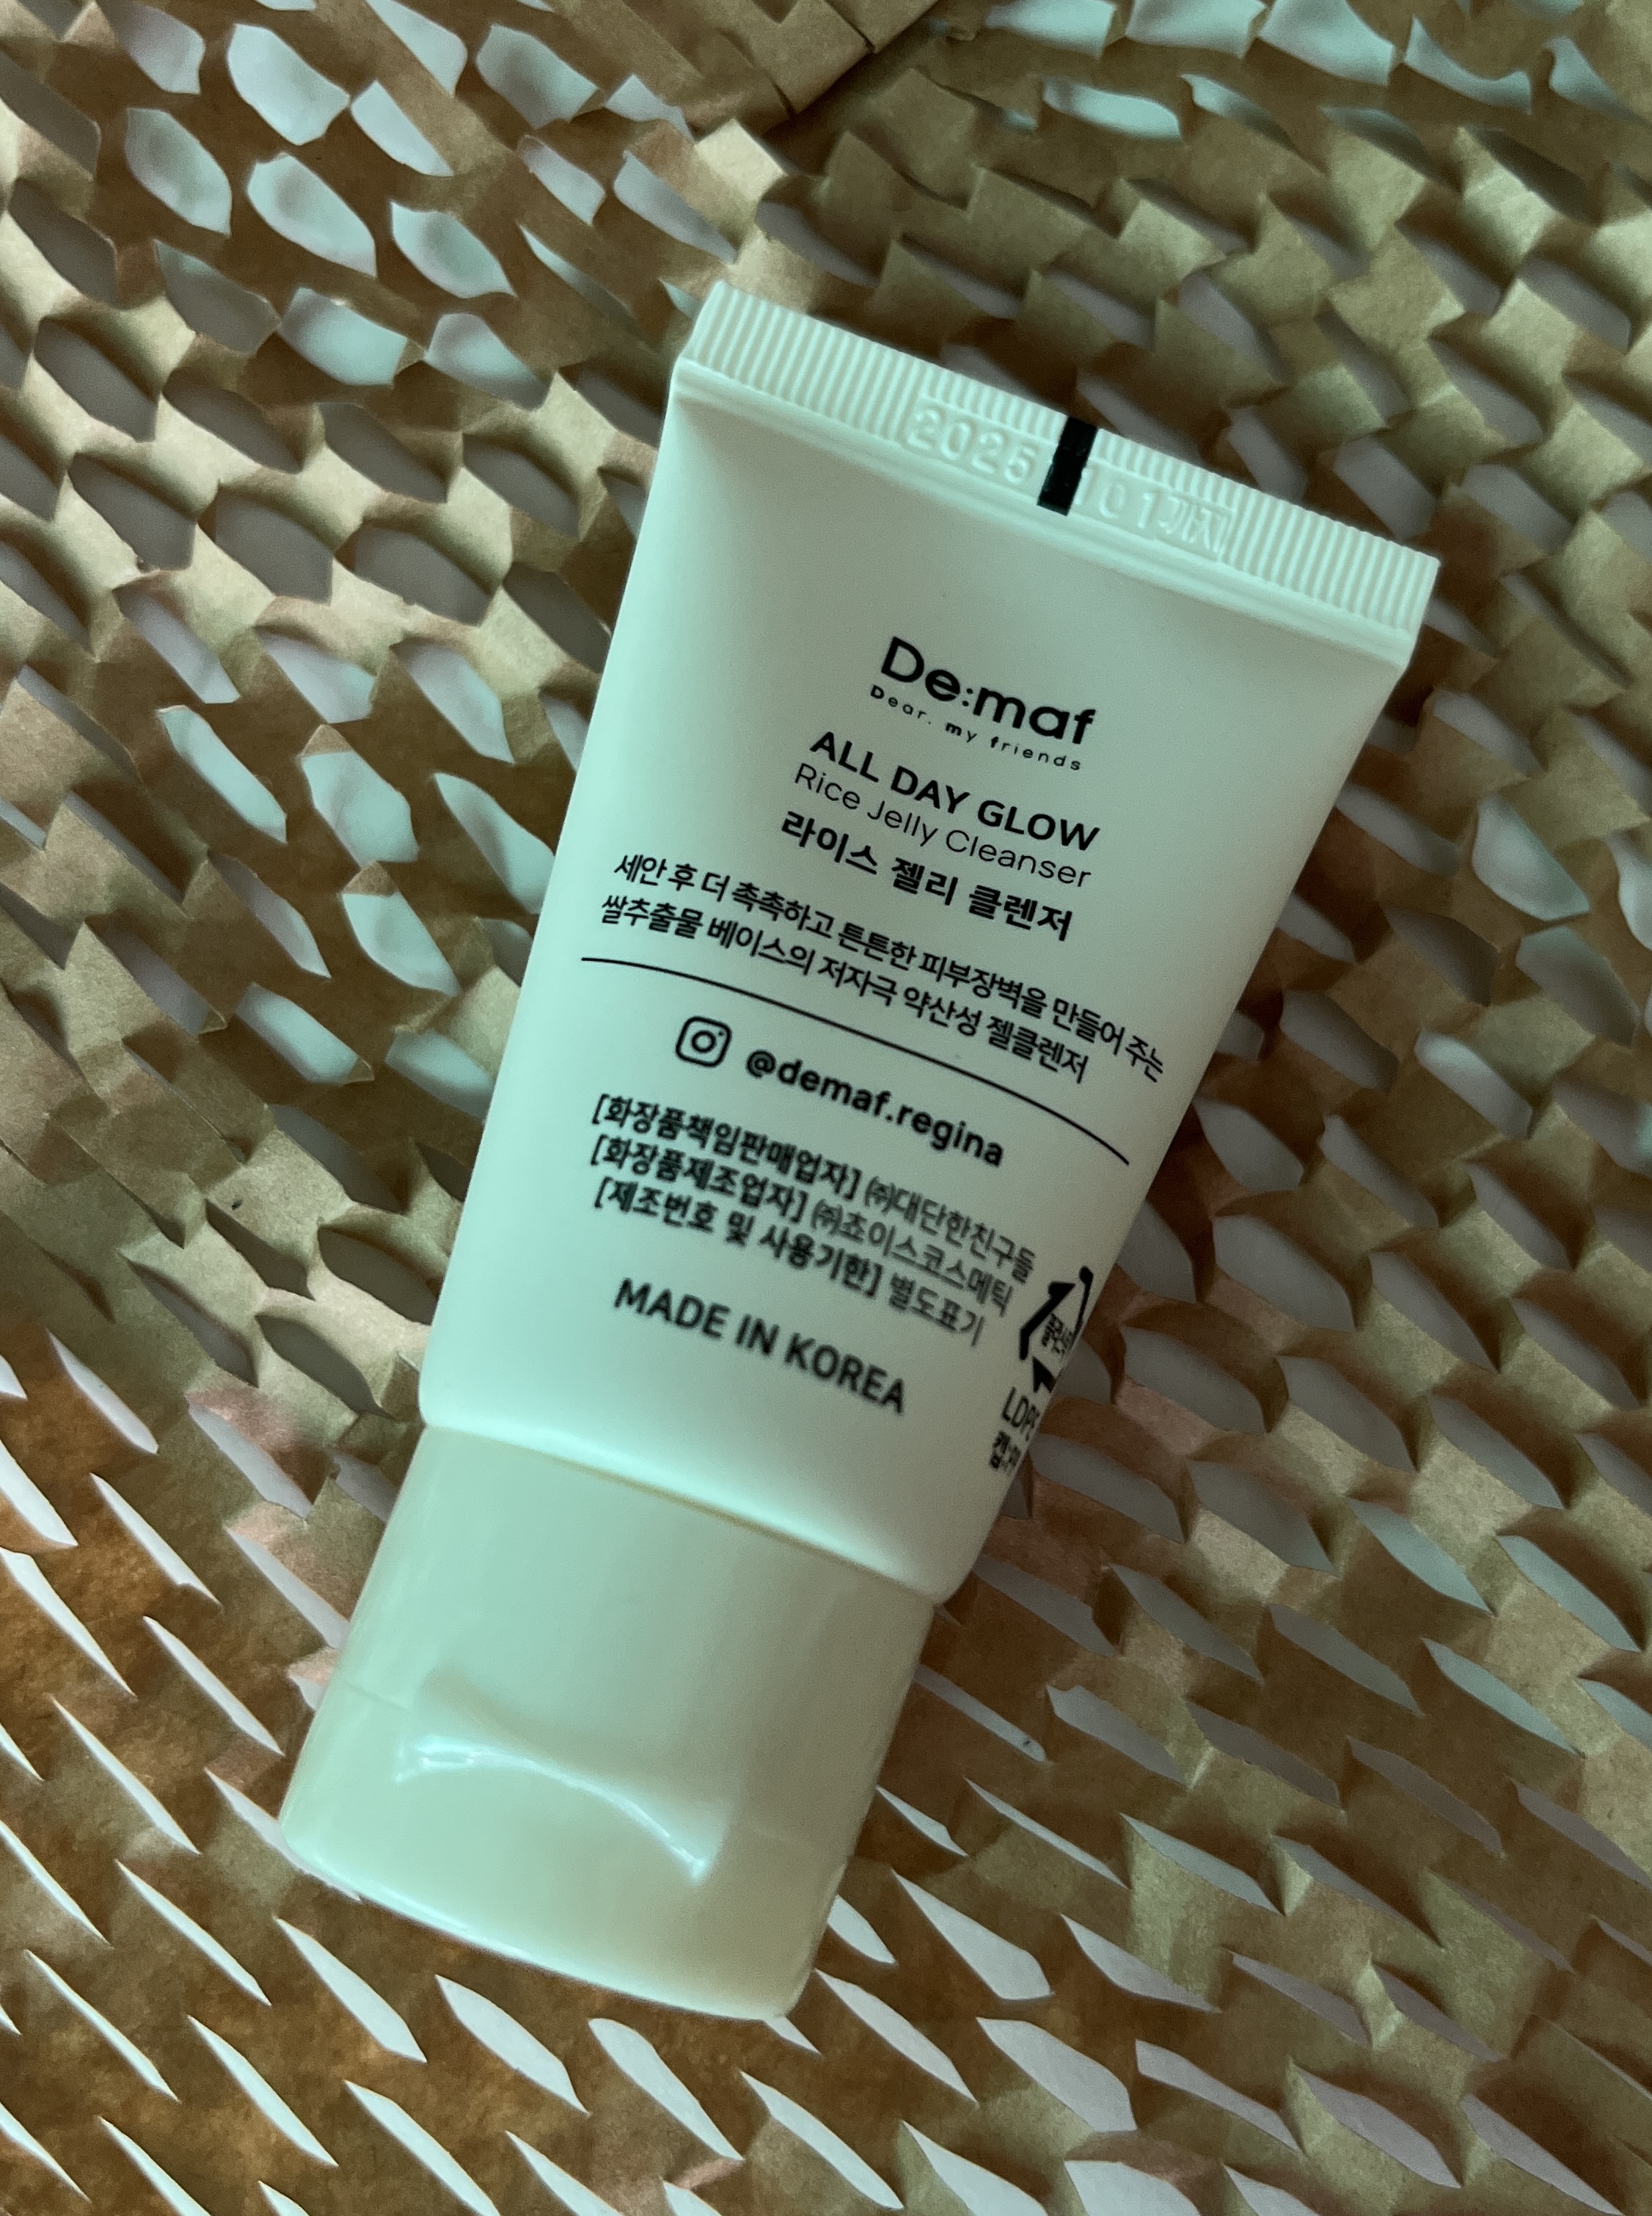 2025 101까지
De:maf
Dear. my friends
ALL DAY GLOW
Rice Jelly Cleanser
라이스 젤리 클렌저
세안 후 더 촉촉하고 튼튼한 피부장벽을 만들어 주는
쌀추출물 베이스의 저자극 약산성 젤클렌저
@demaf.regina
[화장품책임판매업자] ㈜대단한친구들
[화장품제조업자] ㈜쵸이스코스메틱
[제조번호 및 사용기한] 별도표기
MADE IN KOREA